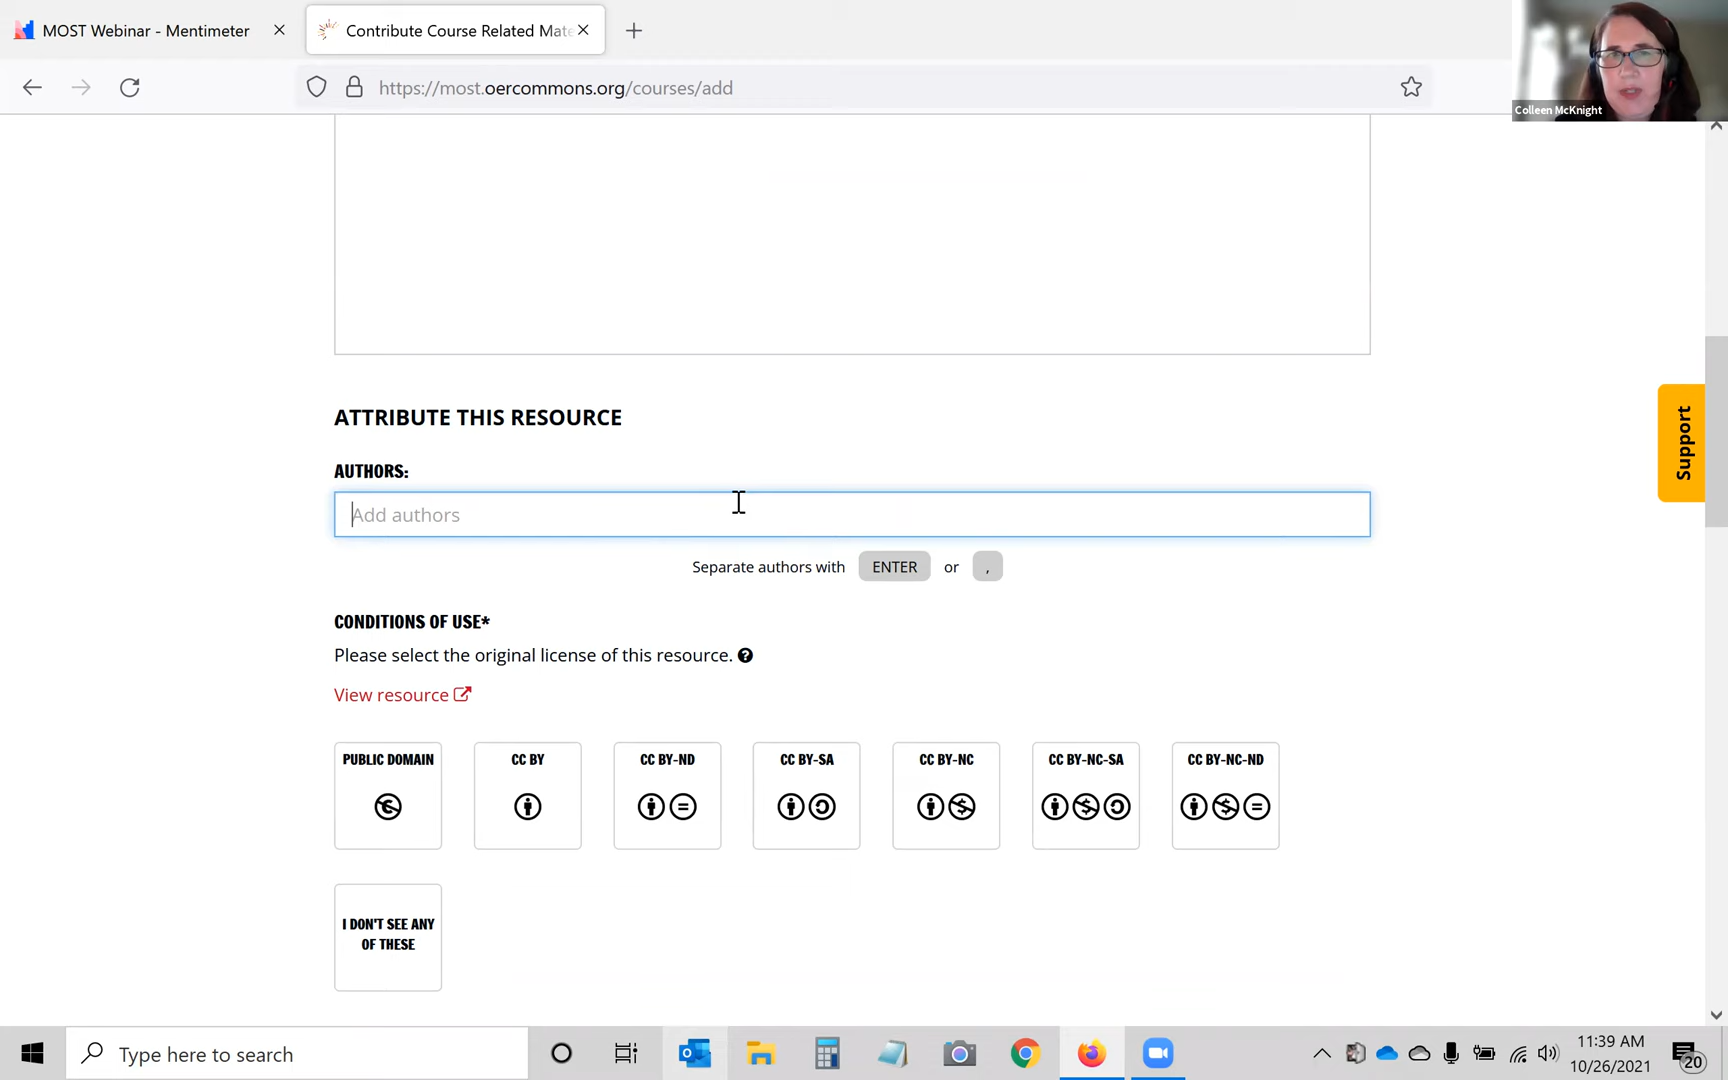 MOST Webinar - Mentimeter
Contribute Course Related Mate
https://most.oercommons.org/courses/add
Colleen McKnight
ATTRIBUTE THIS RESOURCE
AUTHORS:
Add authors
Separate authors with ENTER or ,
CONDITIONS OF USE*
Please select the original license of this resource. ?
View resource
PUBLIC DOMAIN
CC BY
CC BY-ND
CC BY-SA
CC BY-NC
CC BY-NC-SA
CC BY-NC-ND
I DON'T SEE ANY
OF THESE
Support
Type here to search
11:39 AM
10/26/2021
20